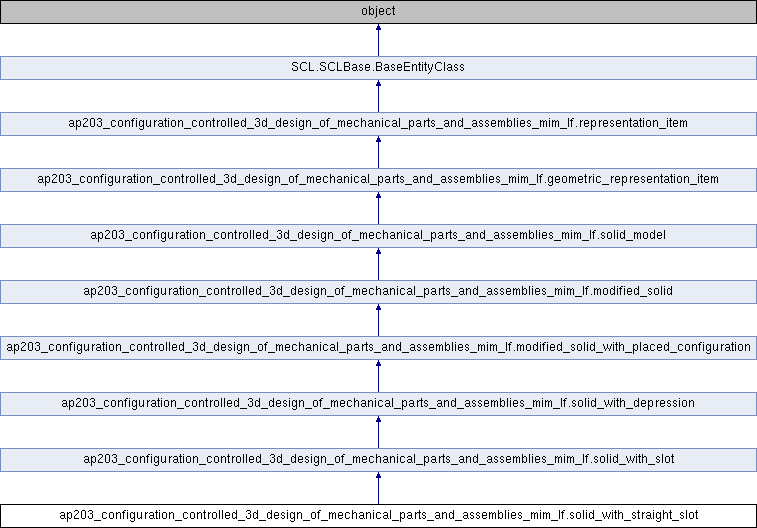 object
SCL.SCLBase.BaseEntityClass
ap203_configuration_controlled_3d_design_of_mechanical_parts_and_assemblies_mim_lf.representation_item
ap203_configuration_controlled_3d_design_of_mechanical_parts_and_assemblies_mim_lf.geometric_representation_item
ap203_configuration_controlled_3d_design_of_mechanical_parts_and_assemblies_mim_lf.solid_model
ap203_configuration_controlled_3d_design_of_mechanical_parts_and_assemblies_mim_lf.modified_solid
ap203_configuration_controlled_3d_design_of_mechanical_parts_and_assemblies_mim_lf.modified_solid_with_placed_configuration
ap203_configuration_controlled_3d_design_of_mechanical_parts_and_assemblies_mim_lf.solid_with_depression
ap203_configuration_controlled_3d_design_of_mechanical_parts_and_assemblies_mim_lf.solid_with_slot
ap203_configuration_controlled_3d_design_of_mechanical_parts_and_assemblies_mim_lf.solid_with_straight_slot